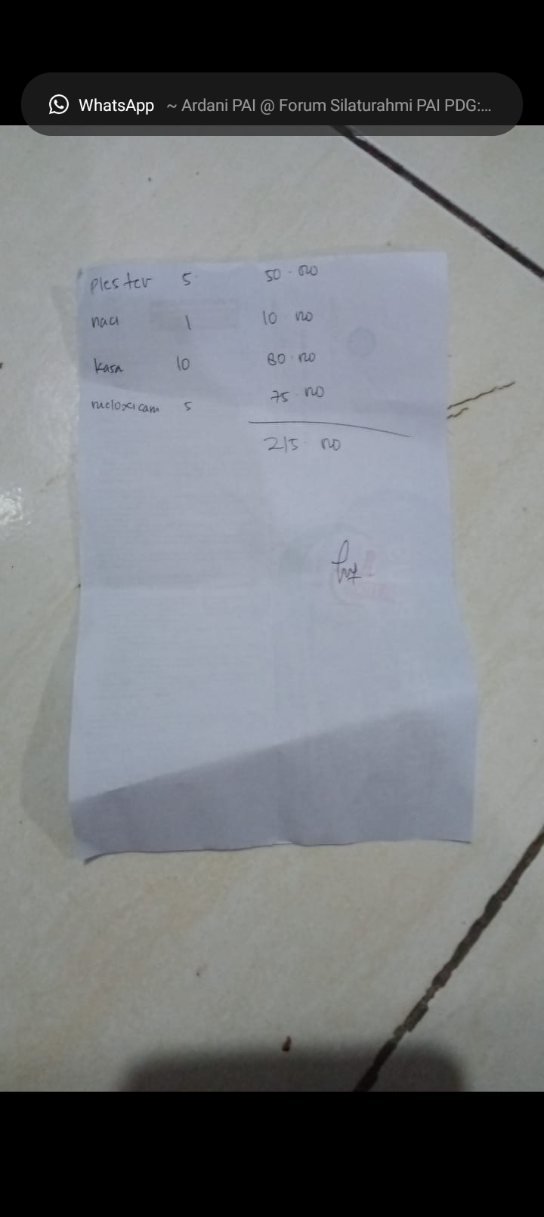 WhatsApp ~ Ardani PAI @ Forum Silaturahmi PAI PDG:...
Plester 5 50.000
nacl 1 10 000
kasa 10 80.000
meloxicam 5 75.000
215.000